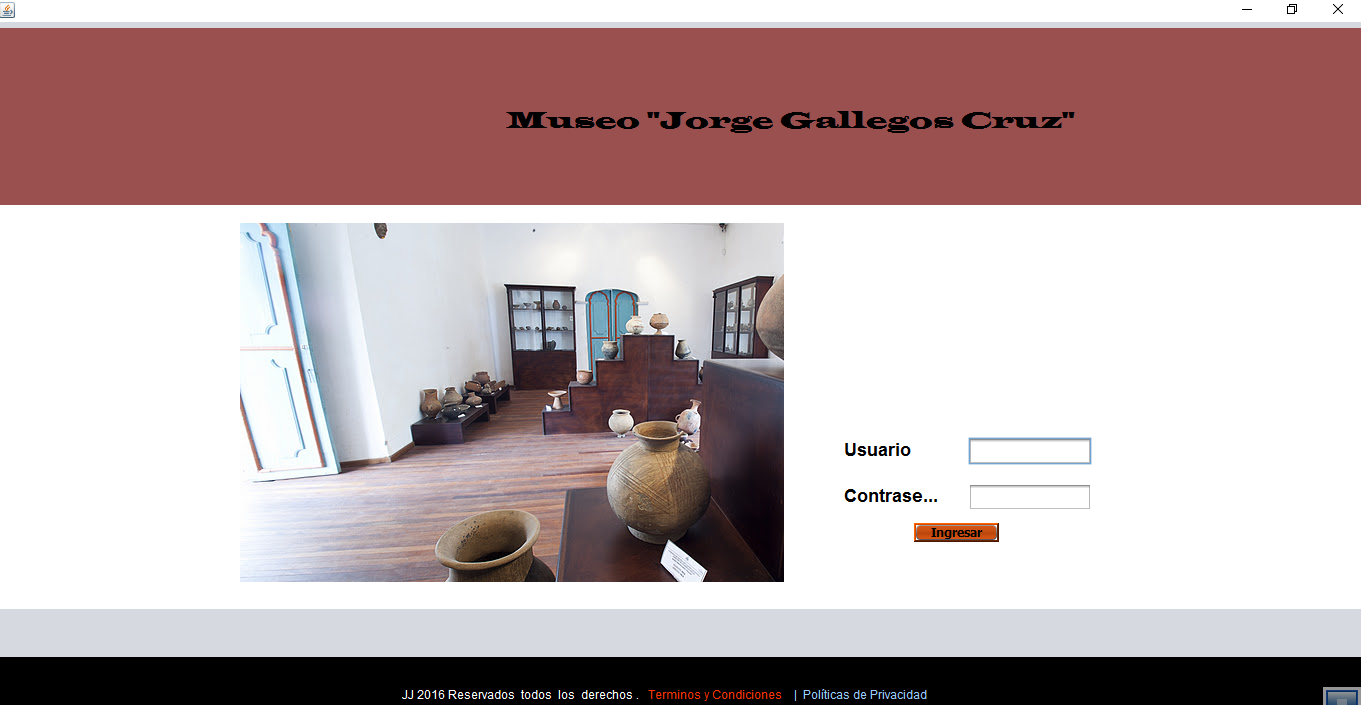 Museo "Jorge Gallegos Cruz"
Usuario
Contrase...
Ingresar
JJ 2016 Reservados todos los derechos . Terminos y Condiciones | Políticas de Privacidad